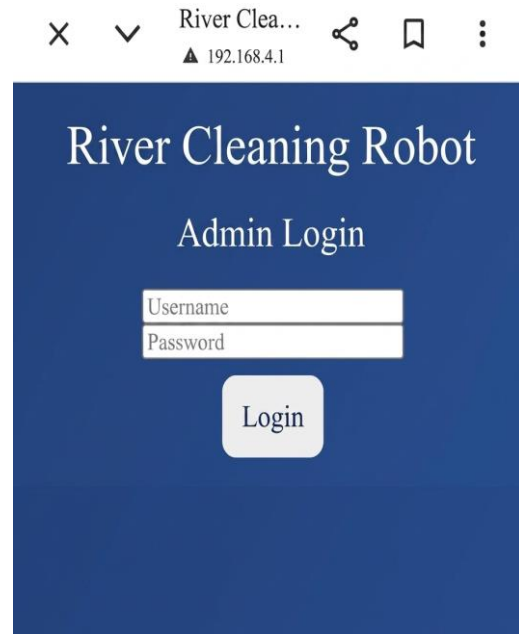 River Clea...
192.168.4.1
River Cleaning Robot
Admin Login
Username
Password
Login